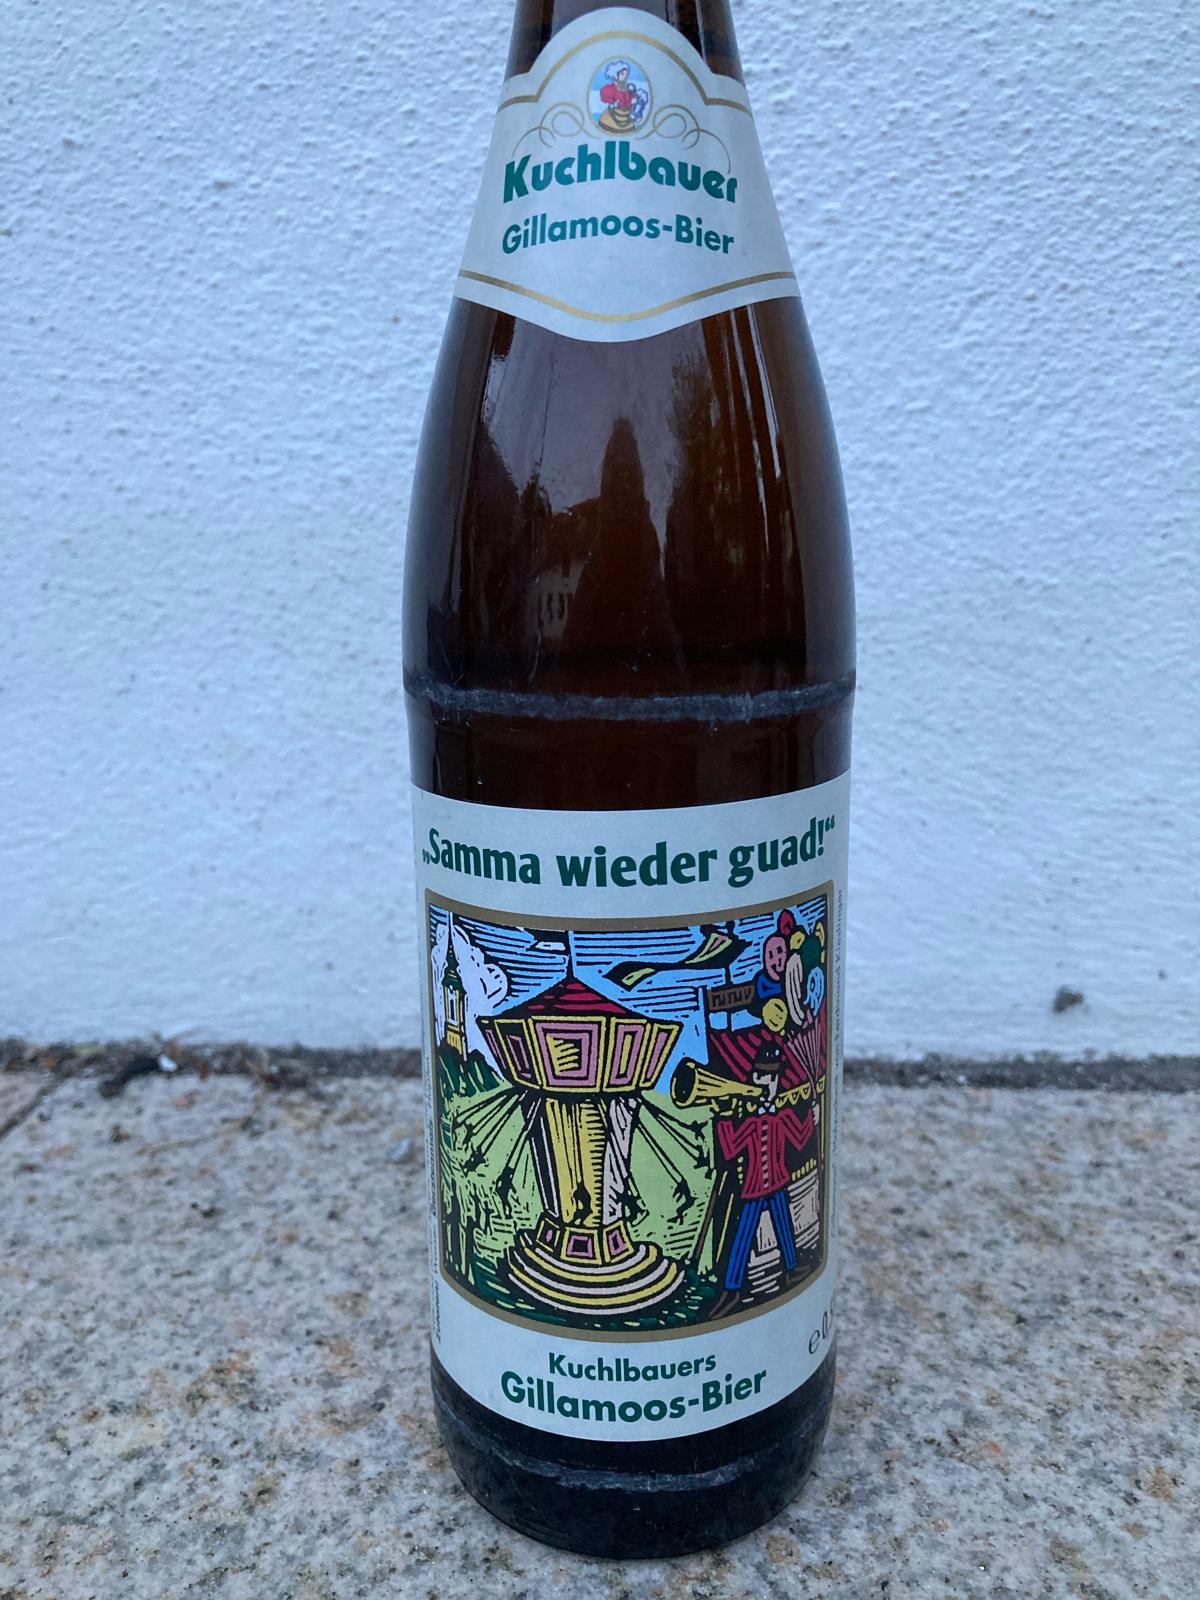 Kuchlbauer
Gillamoos-Bier
„Samma wieder guad!“
Kuchlbauers
Gillamoos-Bier